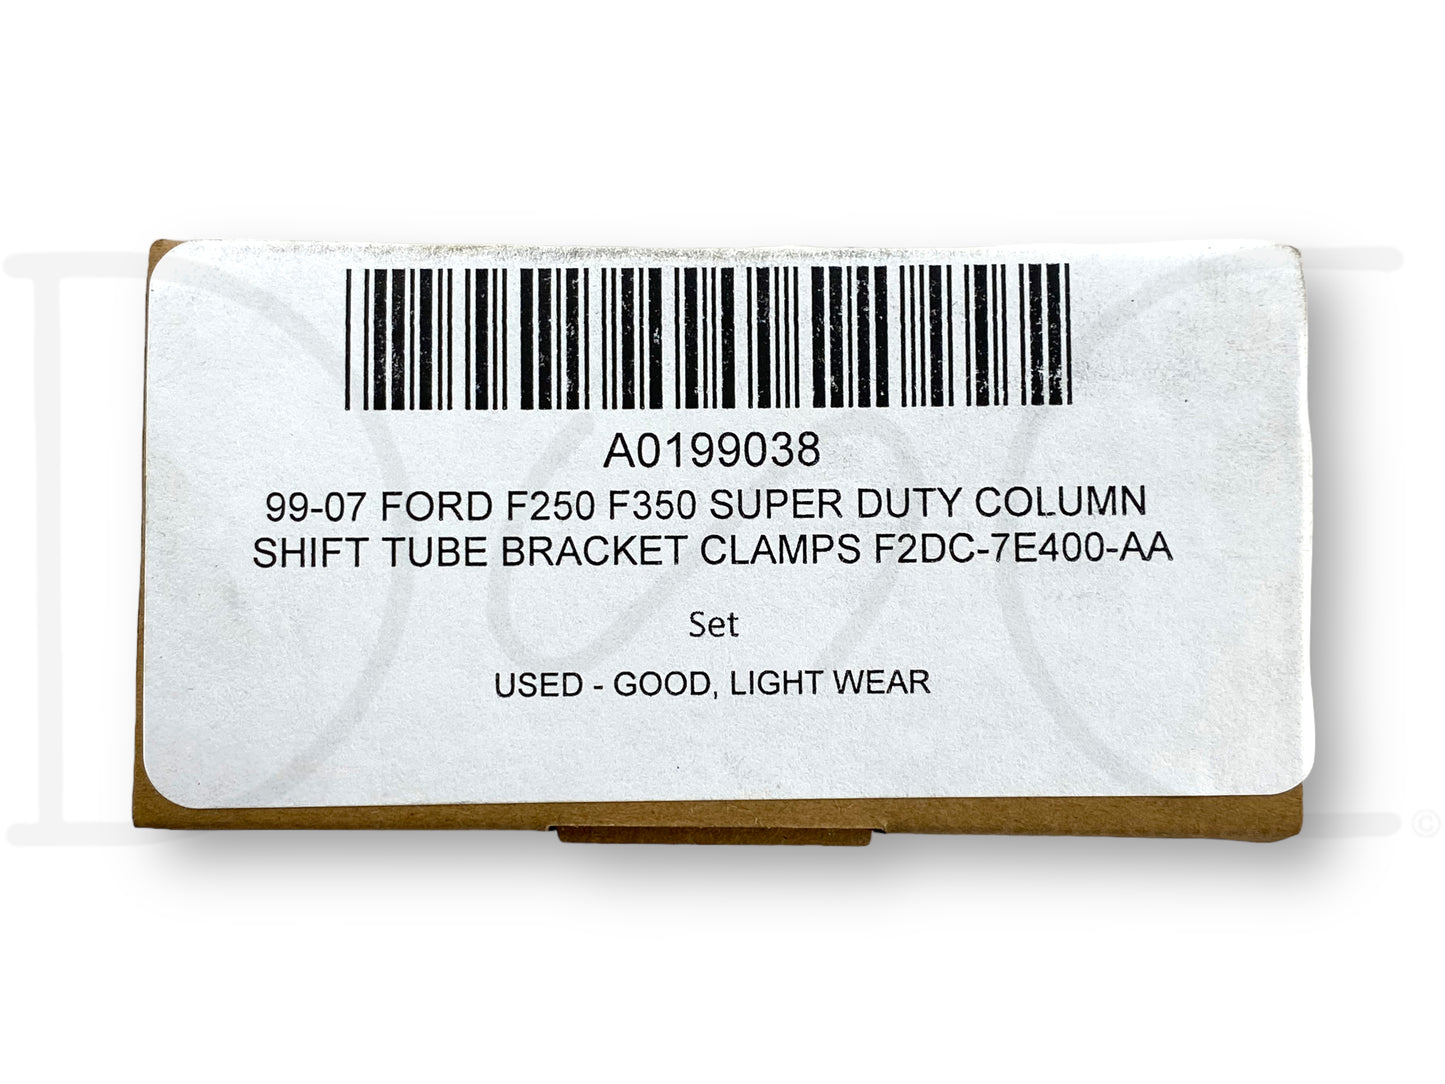 A0199038
99-07 FORD F250 F350 SUPER DUTY COLUMN
SHIFT TUBE BRACKET CLAMPS F2DC-7E400-AA
Set
USED - GOOD, LIGHT WEAR
©